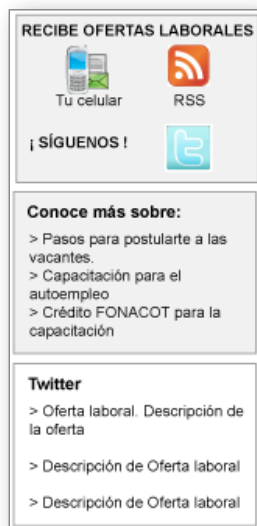 RECIBE OFERTAS LABORALES
Tu celular
RSS
¡ SÍGUENOS !
Conoce más sobre:
> Pasos para postularte a las
vacantes.
> Capacitación para el
autoempleo
> Crédito FONACOT para la
capacitación
Twitter
> Oferta laboral. Descripción de
la oferta
> Descripción de Oferta laboral
> Descripción de Oferta laboral